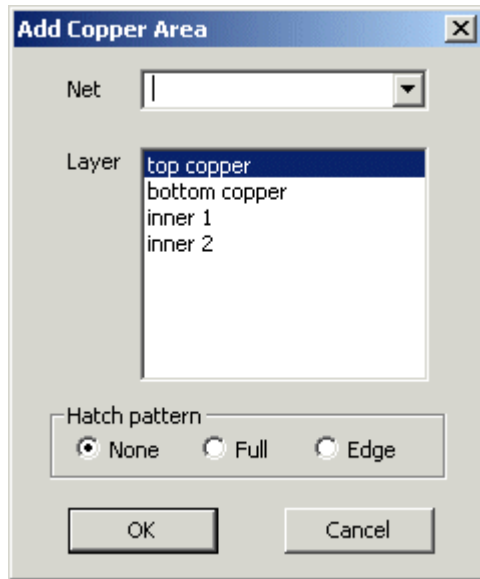 Add Copper Area
Net
Layer
top copper
bottom copper
inner 1
inner 2
Hatch pattern
None Full Edge
OK Cancel